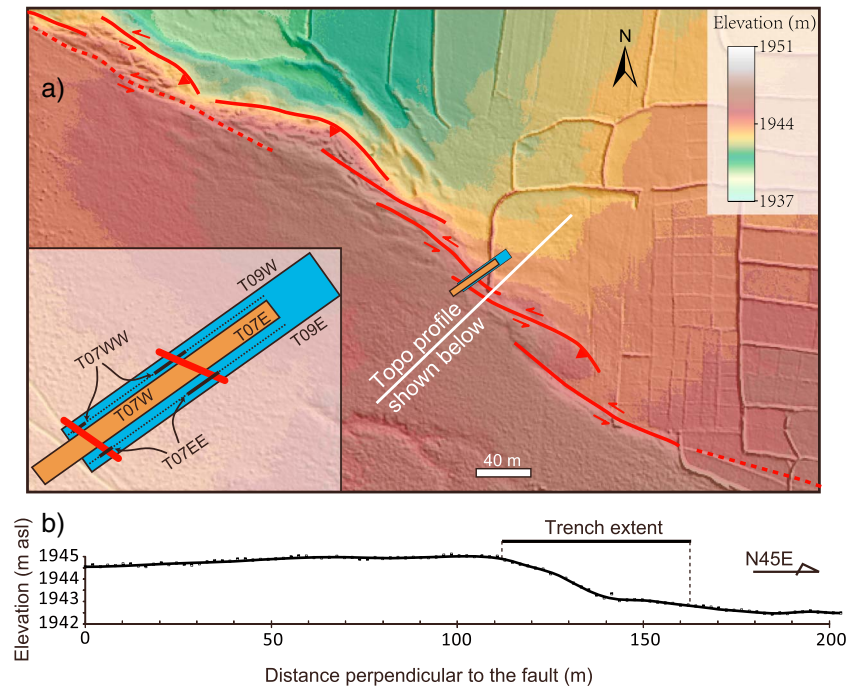 a)
N
Elevation (m)
1951
1944
1937
T09W
T07WW
T07E
T09E
T07W
T07EE
Topo profile
shown below
40 m
b)
Trench extent
N45E
Elevation (m asl)
1945
1944
1943
1942
0
50
100
150
200
Distance perpendicular to the fault (m)